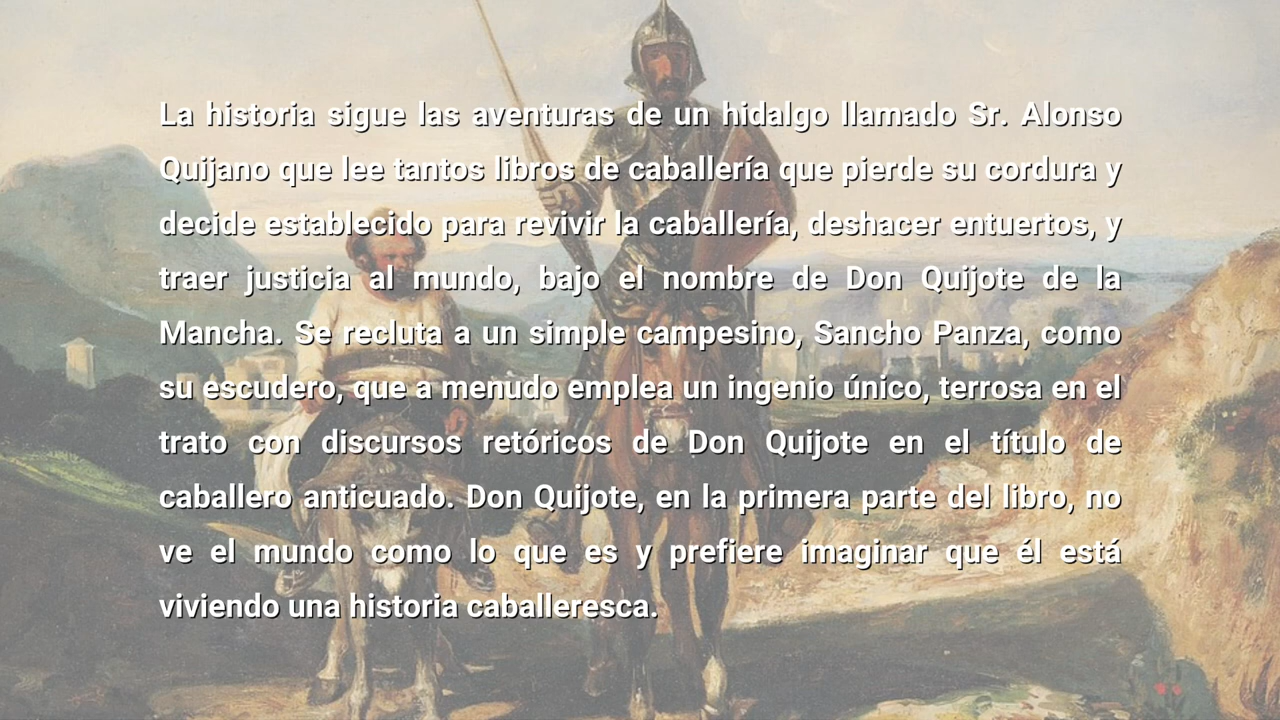 La historia sigue las aventuras de un hidalgo llamado Sr. Alonso
Quijano que lee tantos libros de caballería que pierde su cordura y
decide establecido para revivir la caballería, deshacer entuertos, y
traer justicia al mundo, bajo el nombre de Don Quijote de la
Mancha. Se recluta a un simple campesino, Sancho Panza, como
su escudero, que a menudo emplea un ingenio único, terrosa en el
trato con discursos retóricos de Don Quijote en el título de
caballero anticuado. Don Quijote, en la primera parte del libro, no
ve el mundo como lo que es y prefiere imaginar que él está
viviendo una historia caballeresca.